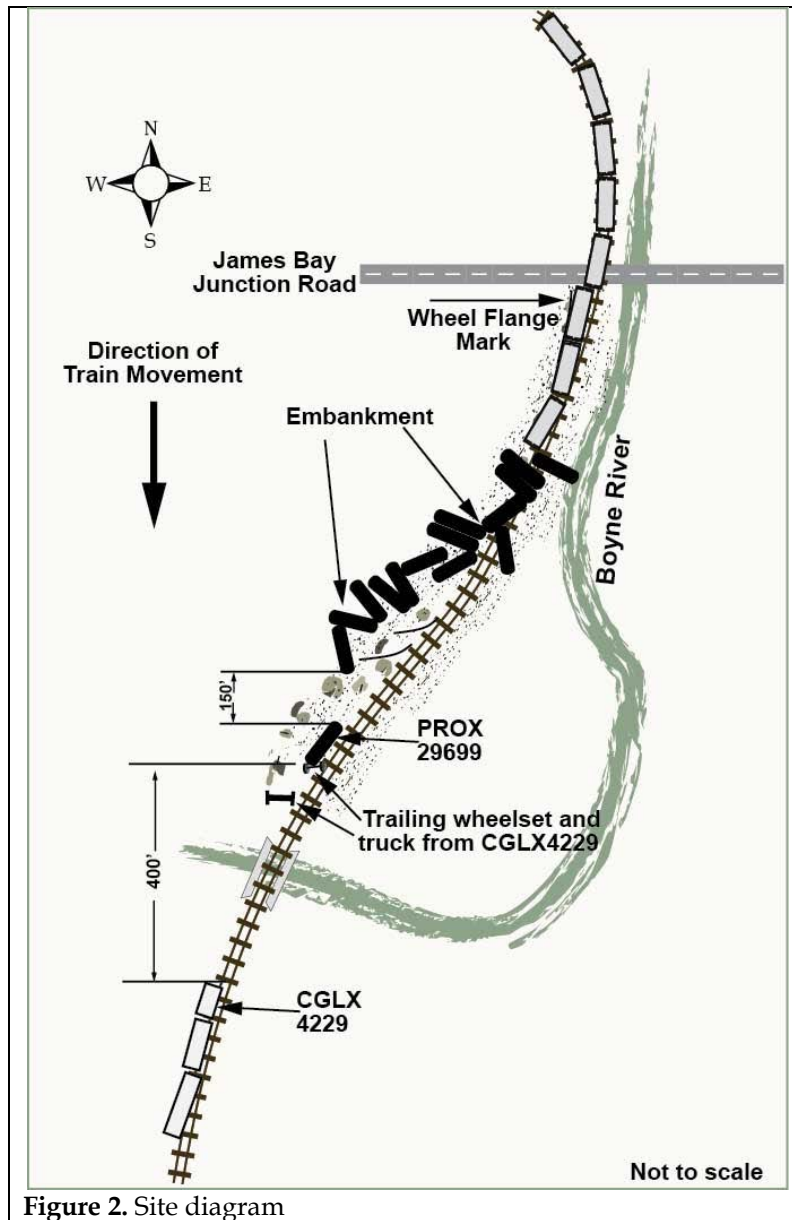 N
W E
S
James Bay
Junction Road
Wheel Flange
Mark
Direction of
Train Movement
Embankment
Boyne River
150'
PROX
29699
Trailing wheelset and
truck from CGLX4229
400'
CGLX
4229
Not to scale
Figure 2. Site diagram